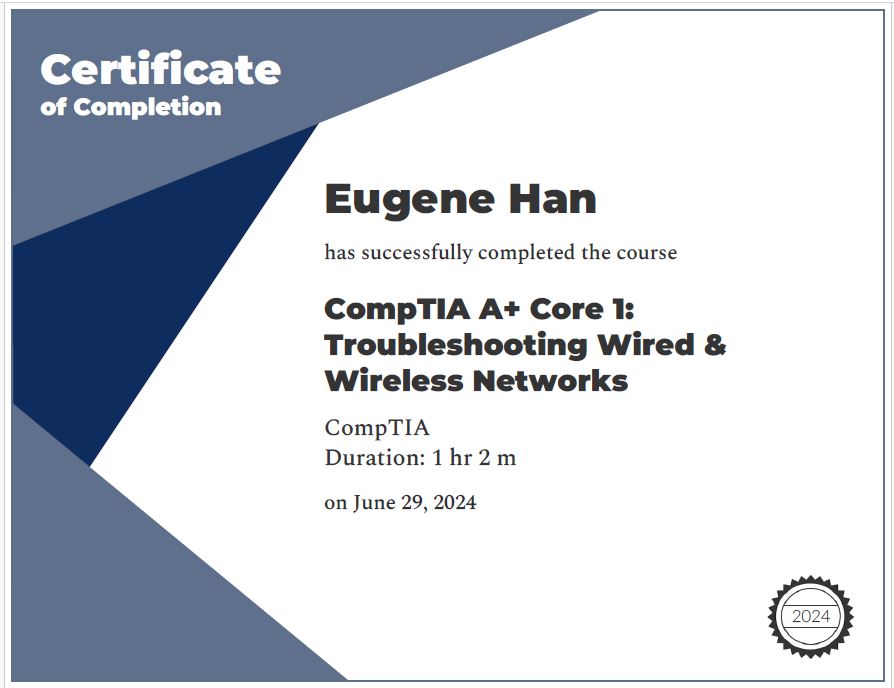 Certificate
of Completion
Eugene Han
has successfully completed the course
CompTIA A+ Core 1:
Troubleshooting Wired &
Wireless Networks
CompTIA
Duration: 1 hr 2 m
on June 29, 2024
2024